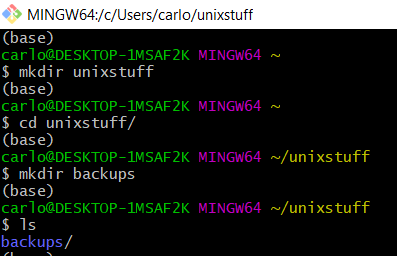 MINGW64:/c/Users/carlo/unixstuff
(base)
carlo@DESKTOP-1MSAF2K MINGW64 ~
$ mkdir unixstuff
(base)
carlo@DESKTOP-1MSAF2K MINGW64 ~
$ cd unixstuff/
(base)
carlo@DESKTOP-1MSAF2K MINGW64 ~/unixstuff
$ mkdir backups
(base)
carlo@DESKTOP-1MSAF2K MINGW64 ~/unixstuff
$ ls
backups/